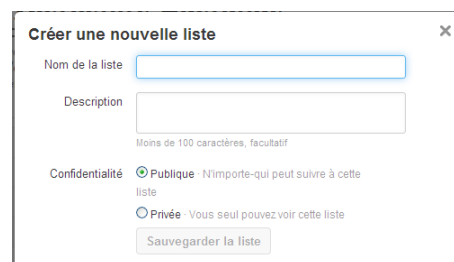 Créer une nouvelle liste
Nom de la liste
Description
Moins de 100 caractères, facultatif
Confidentialité
Publique · N'importe-qui peut suivre à cette
liste
Privée · Vous seul pouvez voir cette liste
Sauvegarder la liste